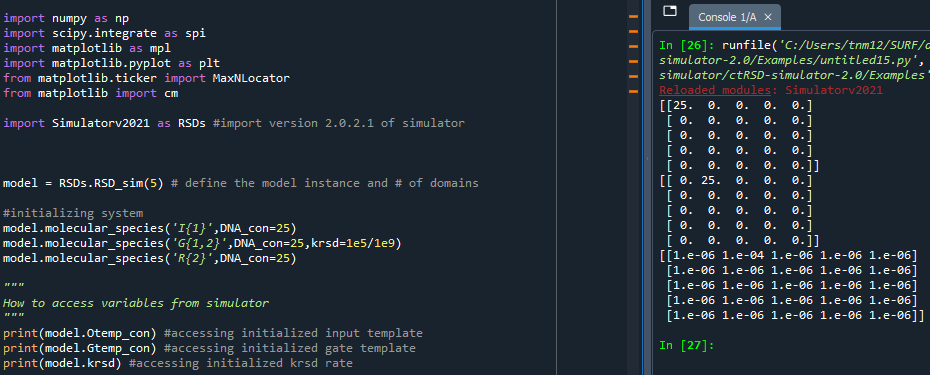 import numpy as np
import scipy.integrate as spi
import matplotlib as mpl
import matplotlib.pyplot as plt
from matplotlib.ticker import MaxNLocator
from matplotlib import cm
import Simulatorv2021 as RSDs #import version 2.0.2.1 of simulator
model = RSDs.RSD_sim(5) # define the model instance and # of domains
#initializing system
model.molecular_species('I{1}',DNA_con=25)
model.molecular_species('G{1,2}',DNA_con=25,krsd=1e5/1e9)
model.molecular_species('R{2}',DNA_con=25)
"""
How to access variables from simulator
"""
print(model.Otemp_con) #accessing initialized input template
print(model.Gtemp_con) #accessing initialized gate template
print(model.krsd) #accessing initialized krsd rate
Console 1/A ×
In [26]: runfile('C:/Users/tnm12/SURF/
simulator-2.0/Examples/untitled15.py',
simulator/ctRSD-simulator-2.0/Examples'
Reloaded modules: Simulatorv2021
[[25. 0. 0. 0. 0.]
[ 0. 0. 0. 0. 0.]
[ 0. 0. 0. 0. 0.]
[ 0. 0. 0. 0. 0.]
[ 0. 0. 0. 0. 0.]]
[[ 0. 25. 0. 0. 0.]
[ 0. 0. 0. 0. 0.]
[ 0. 0. 0. 0. 0.]
[ 0. 0. 0. 0. 0.]
[ 0. 0. 0. 0. 0.]]
[[1.e-06 1.e-04 1.e-06 1.e-06 1.e-06]
[1.e-06 1.e-06 1.e-06 1.e-06 1.e-06]
[1.e-06 1.e-06 1.e-06 1.e-06 1.e-06]
[1.e-06 1.e-06 1.e-06 1.e-06 1.e-06]
[1.e-06 1.e-06 1.e-06 1.e-06 1.e-06]]
In [27]: